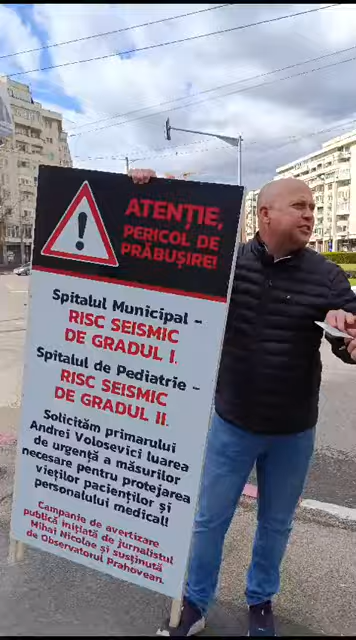 ATENȚIE,
PERICOL DE
PRĂBUȘIRE!
Spitalul Municipal -
RISC SEISMIC
DE GRADUL I.
Spitalul de Pediatrie -
RISC SEISMIC
DE GRADUL II.
Solicităm primarului
Andrei Volosevici luarea
de urgență a măsurilor
necesare pentru protejarea
vieților pacienților și
personalului medical!
Campanie de avertizare
publică inițiată de jurnalistul
Mihai Nicolae și susținută
de Observatorul Prahovean.